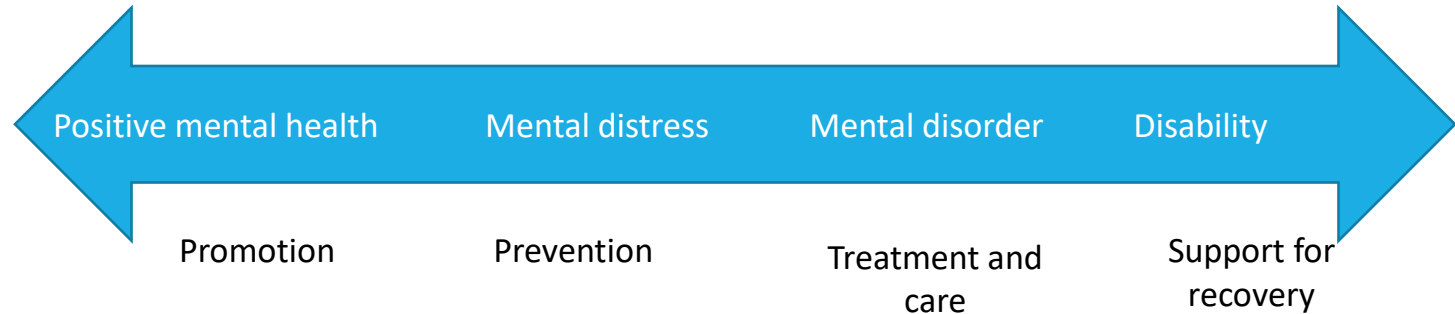 Positive mental health Mental distress Mental disorder Disability
Promotion Prevention Treatment and care Support for recovery